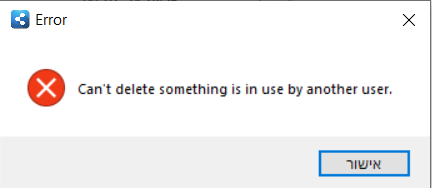 Error
Can't delete something is in use by another user.
אישור